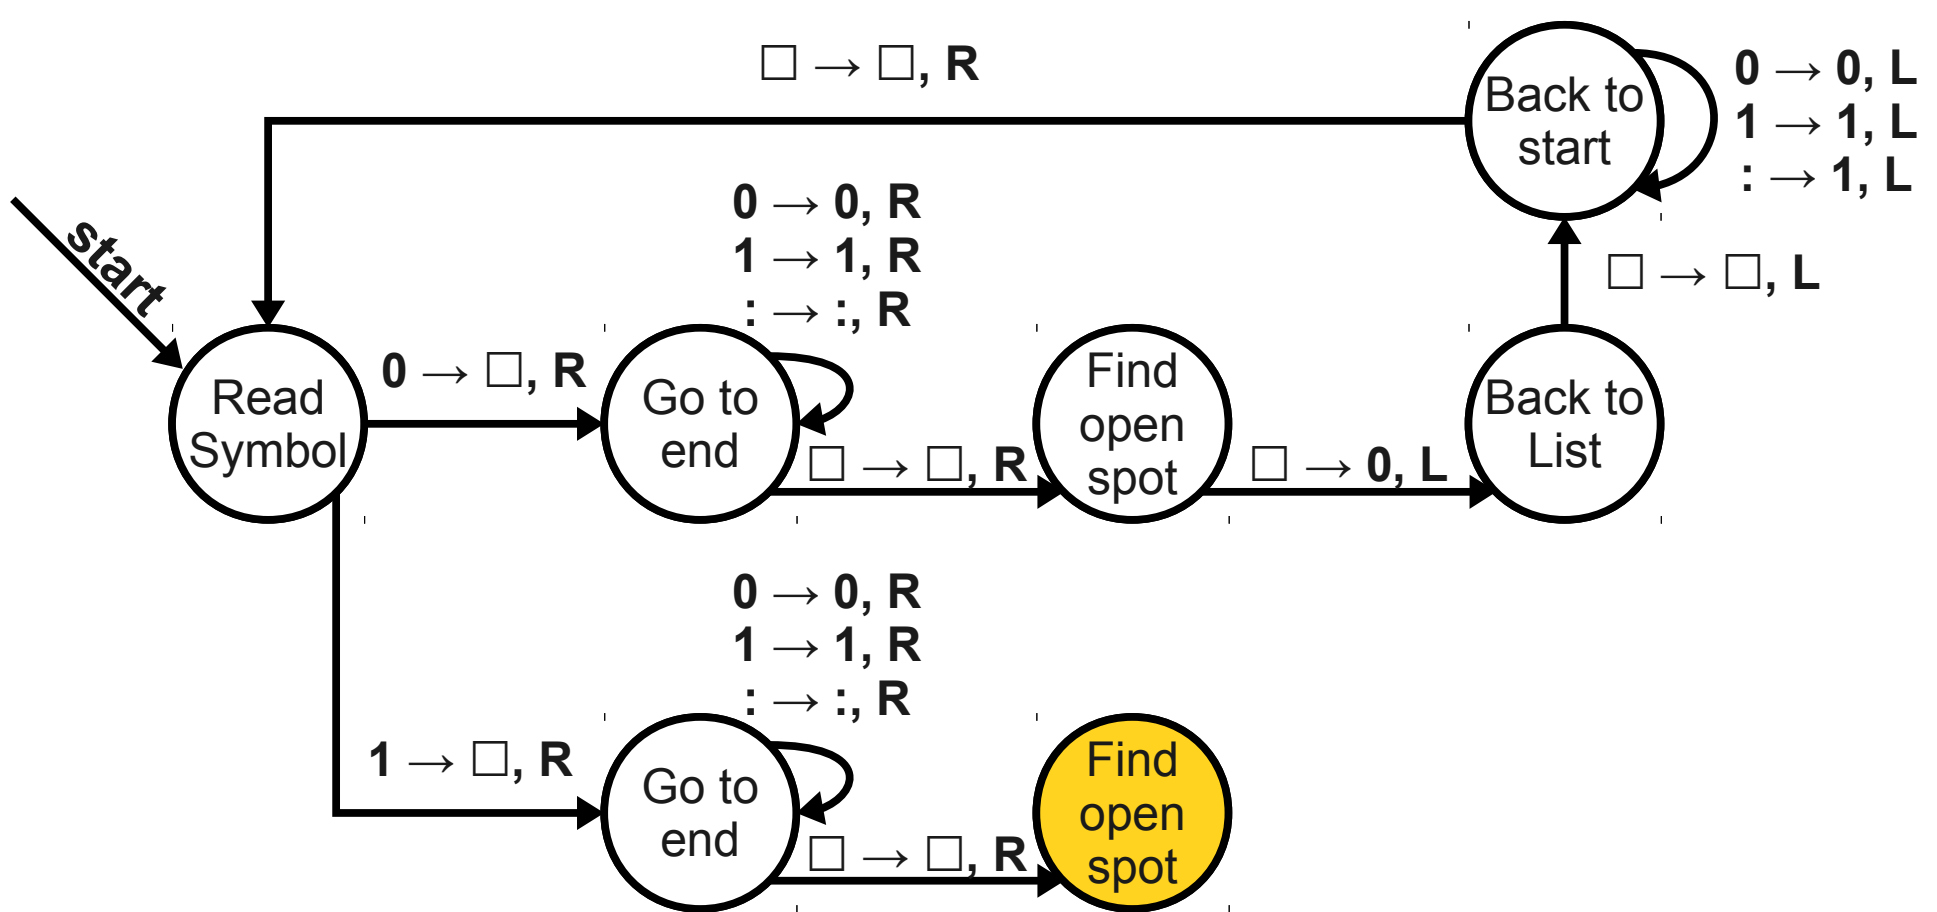 □ → □, R
Back to
start
0 → 0, L
1 → 1, L
: → 1, L
start
0 → 0, R
1 → 1, R
: → :, R
□ → □, L
Read
Symbol
0 → □, R
Go to
end
□ → □, R
Find
open
spot
□ → 0, L
Back to
List
0 → 0, R
1 → 1, R
: → :, R
1 → □, R
Go to
end
□ → □, R
Find
open
spot